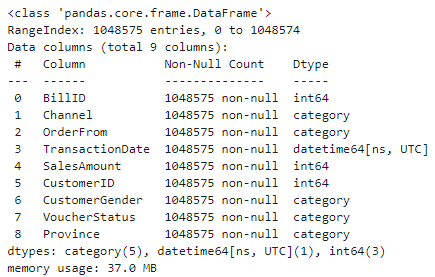 <class 'pandas.core.frame.DataFrame'>
RangeIndex: 1048575 entries, 0 to 1048574
Data columns (total 9 columns):
 #   Column           Non-Null Count    Dtype
---  ------           --------------    -----
 0   BillID           1048575 non-null  int64
 1   Channel          1048575 non-null  category
 2   OrderFrom        1048575 non-null  category
 3   TransactionDate  1048575 non-null  datetime64[ns, UTC]
 4   SalesAmount      1048575 non-null  int64
 5   CustomerID       1048575 non-null  int64
 6   CustomerGender   1048575 non-null  category
 7   VoucherStatus    1048575 non-null  category
 8   Province         1048575 non-null  category
dtypes: category(5), datetime64[ns, UTC](1), int64(3)
memory usage: 37.0 MB